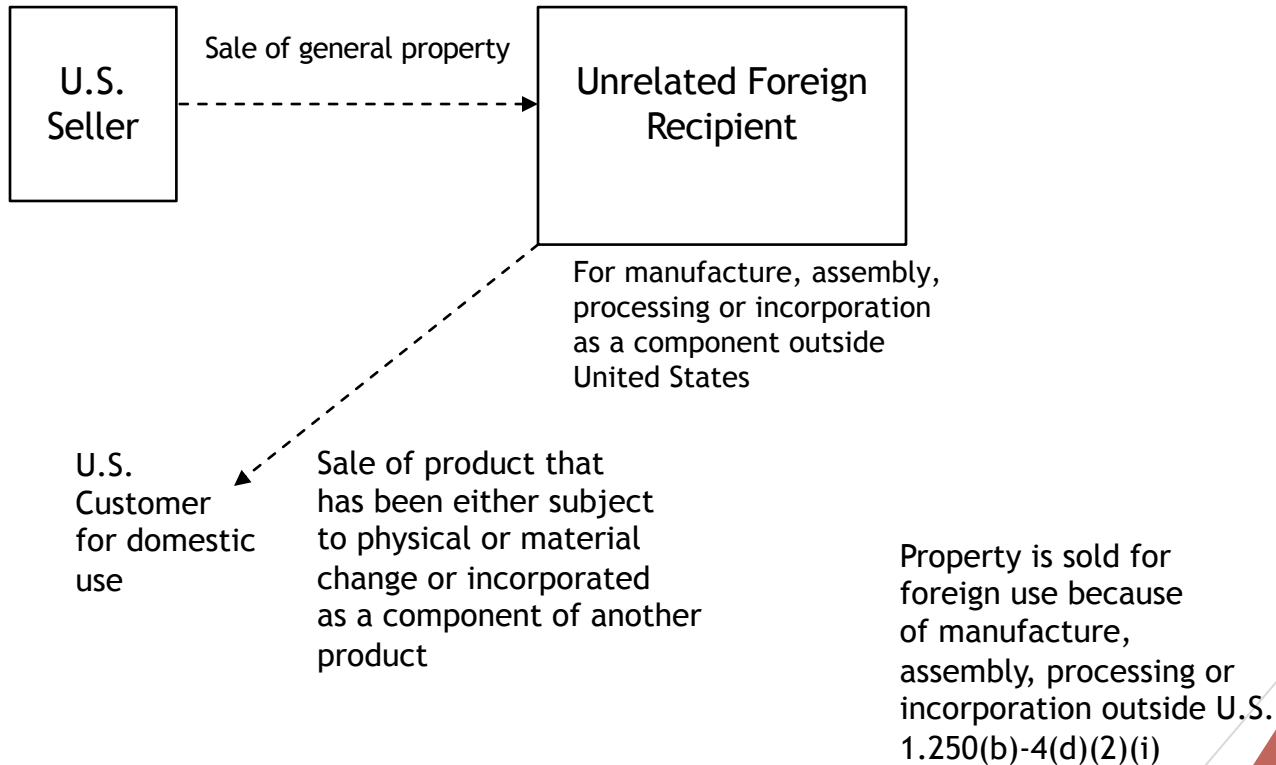 U.S.
Seller
Sale of general property
Unrelated Foreign
Recipient
For manufacture, assembly,
processing or incorporation
as a component outside
United States
U.S.
Customer
for domestic
use
Sale of product that
has been either subject
to physical or material
change or incorporated
as a component of another
product
Property is sold for
foreign use because
of manufacture,
assembly, processing or
incorporation outside U.S.
1.250(b)-4(d)(2)(i)